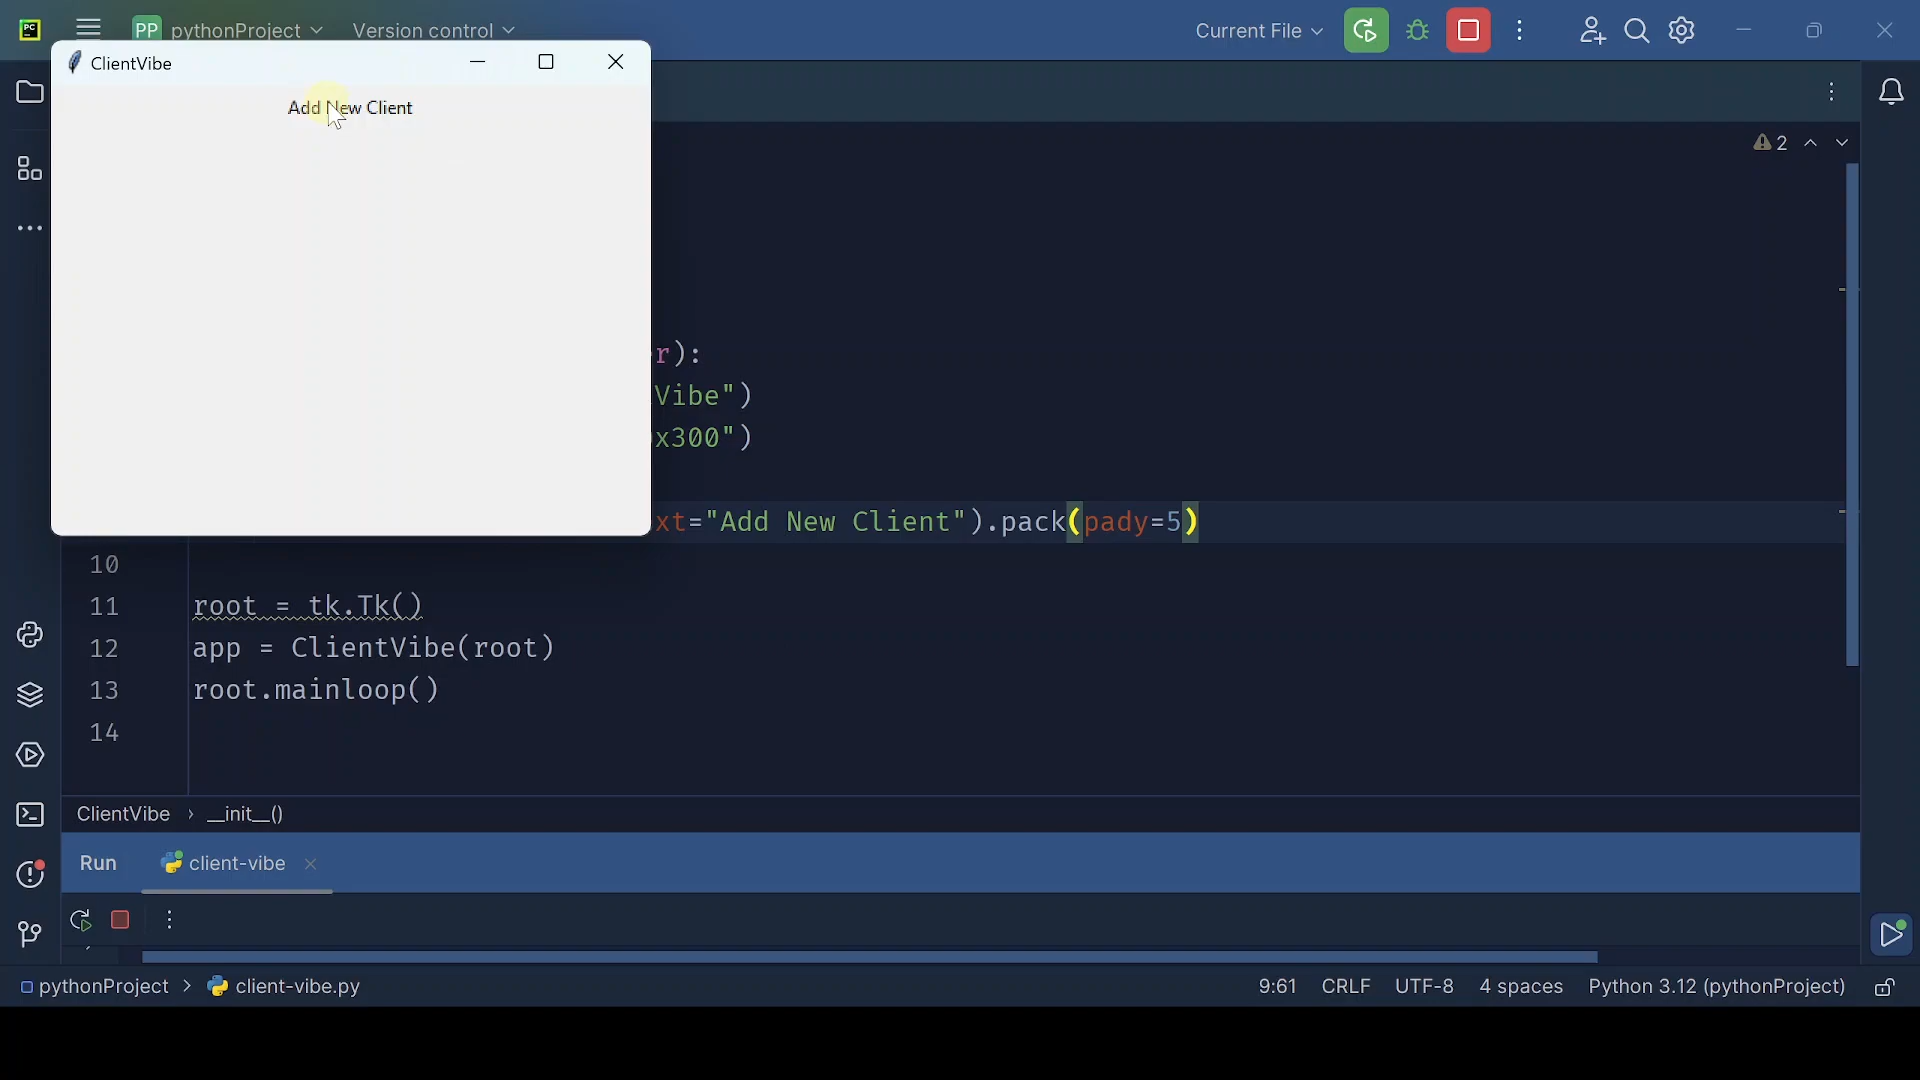 PC
PP pythonProject Version control
Current File
ClientVibe
Add New Client
2
r):
Vibe")
x300")
xt="Add New Client").pack(pady=5)
10
11 root = tk.Tk()
12 app = ClientVibe(root)
13 root.mainloop()
14
ClientVibe › __init__()
Run client-vibe
pythonProject > client-vibe.py
9:61 CRLF UTF-8 4 spaces Python 3.12 (pythonProject)